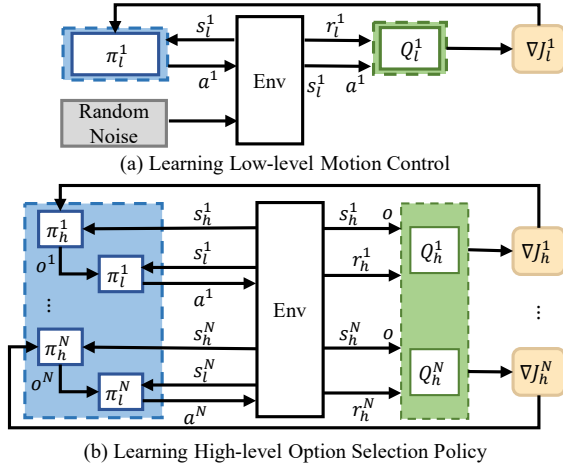 s_l^1 r_l^1
π_l^1 Q_l^1 ∇J_l^1
a^1 Env s_l^1 a^1
Random
Noise
(a) Learning Low-level Motion Control
s_h^1 s_h^1 o
π_h^1 Q_h^1 ∇J_h^1
o^1 s_l^1 r_h^1
π_l^1
a^1 Env
⋮ ⋮
s_h^N s_h^N o
π_h^N Q_h^N ∇J_h^N
o^N s_l^N
π_l^N r_h^N
a^N
(b) Learning High-level Option Selection Policy